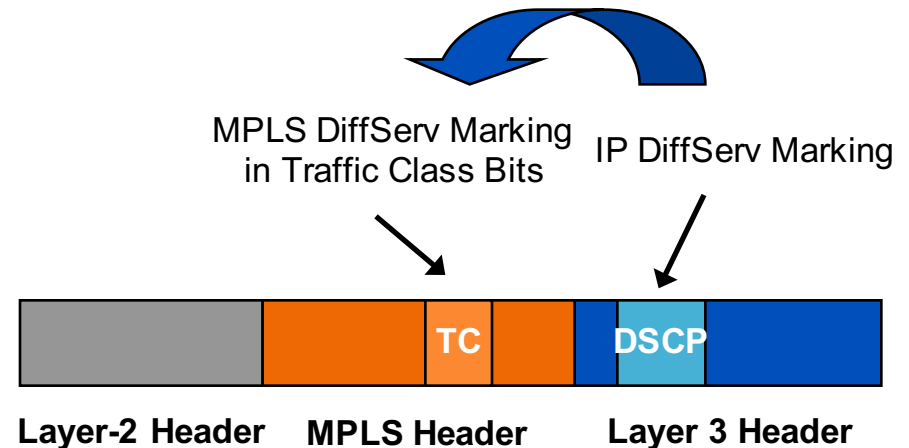 MPLS DiffServ Marking
in Traffic Class Bits
IP DiffServ Marking
TC
DSCP
Layer-2 Header
MPLS Header
Layer 3 Header